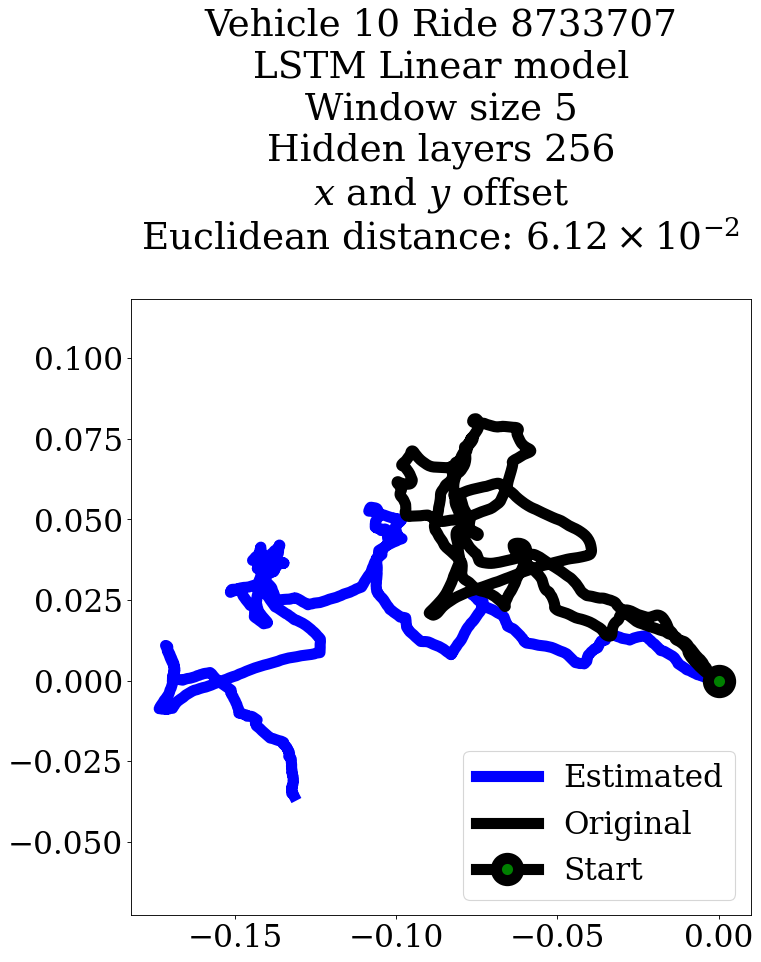 Vehicle 10 Ride 8733707
LSTM Linear model
Window size 5
Hidden layers 256
x and y offset
Euclidean distance: 6.12 × 10⁻²
0.100
0.075
0.050
0.025
0.000
−0.025
−0.050
Estimated
Original
Start
−0.15 −0.10 −0.05 0.00